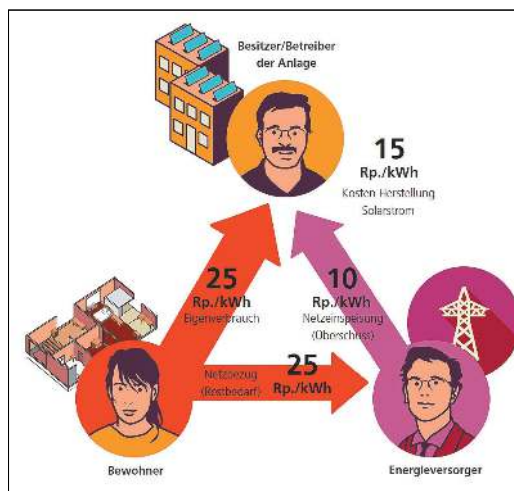 Besitzer/Betreiber
der Anlage
15
Rp./kWh
Kosten Herstellung
Solarstrom
25
Rp./kWh
Eigenverbrauch
10
Rp./kWh
Netzeinspeisung
(Überschuss)
Netzbezug
(Restbedarf)
25
Rp./kWh
Bewohner
Energieversorger